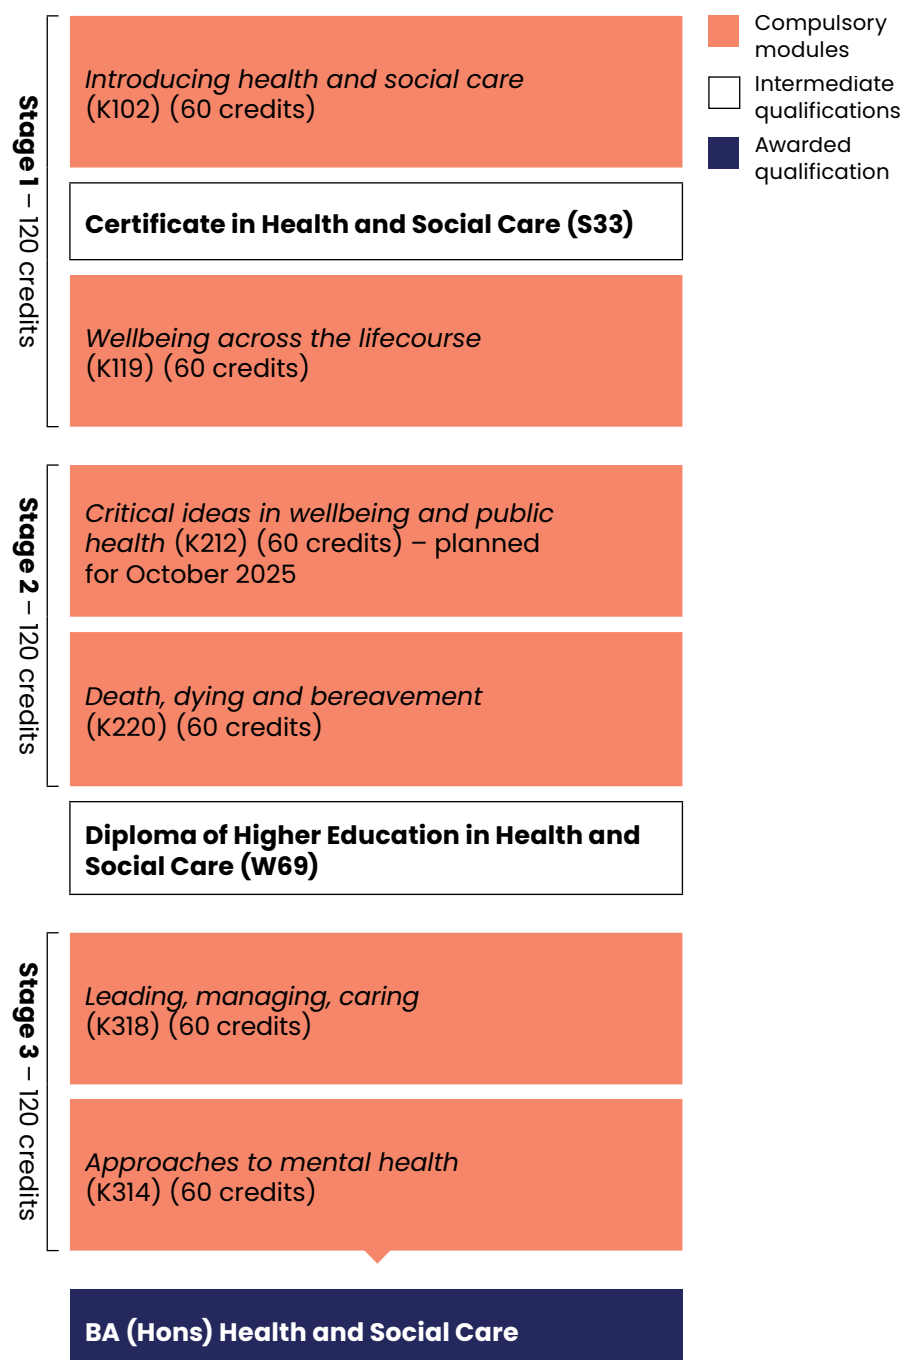 Compulsory
modules
Intermediate
qualifications
Awarded
qualification
Stage 1 – 120 credits
Introducing health and social care
(K102) (60 credits)
Certificate in Health and Social Care (S33)
Wellbeing across the lifecourse
(K119) (60 credits)
Stage 2 – 120 credits
Critical ideas in wellbeing and public
health (K212) (60 credits) – planned
for October 2025
Death, dying and bereavement
(K220) (60 credits)
Diploma of Higher Education in Health and
Social Care (W69)
Stage 3 – 120 credits
Leading, managing, caring
(K318) (60 credits)
Approaches to mental health
(K314) (60 credits)
BA (Hons) Health and Social Care